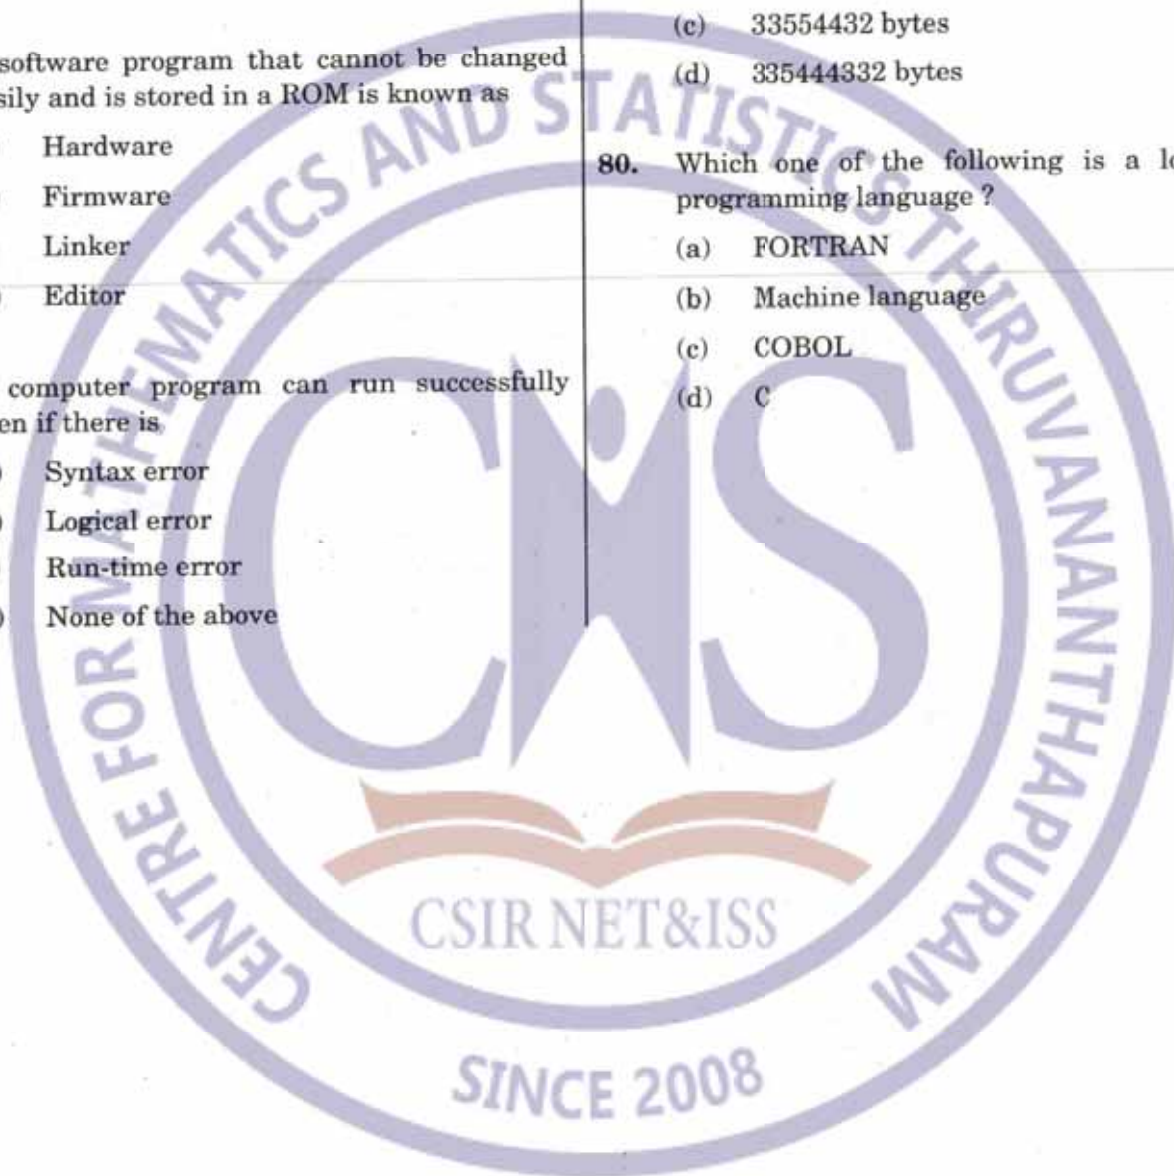 software program that cannot be changed
and is stored in a ROM is known as
Hardware
Firmware
Linker
Editor
computer program can run successfully
if there is
Syntax error
Logical error
Run-time error
None of the above
(c) 33554432 bytes
(d) 335444332 bytes
80. Which one of the following is a
programming language ?
(a) FORTRAN
(b) Machine language
(c) COBOL
(d) C
CENTRE FOR MATHEMATICS AND STATISTICS THIRUVANANTHAPURAM
CMS
CSIR NET&ISS
SINCE 2008